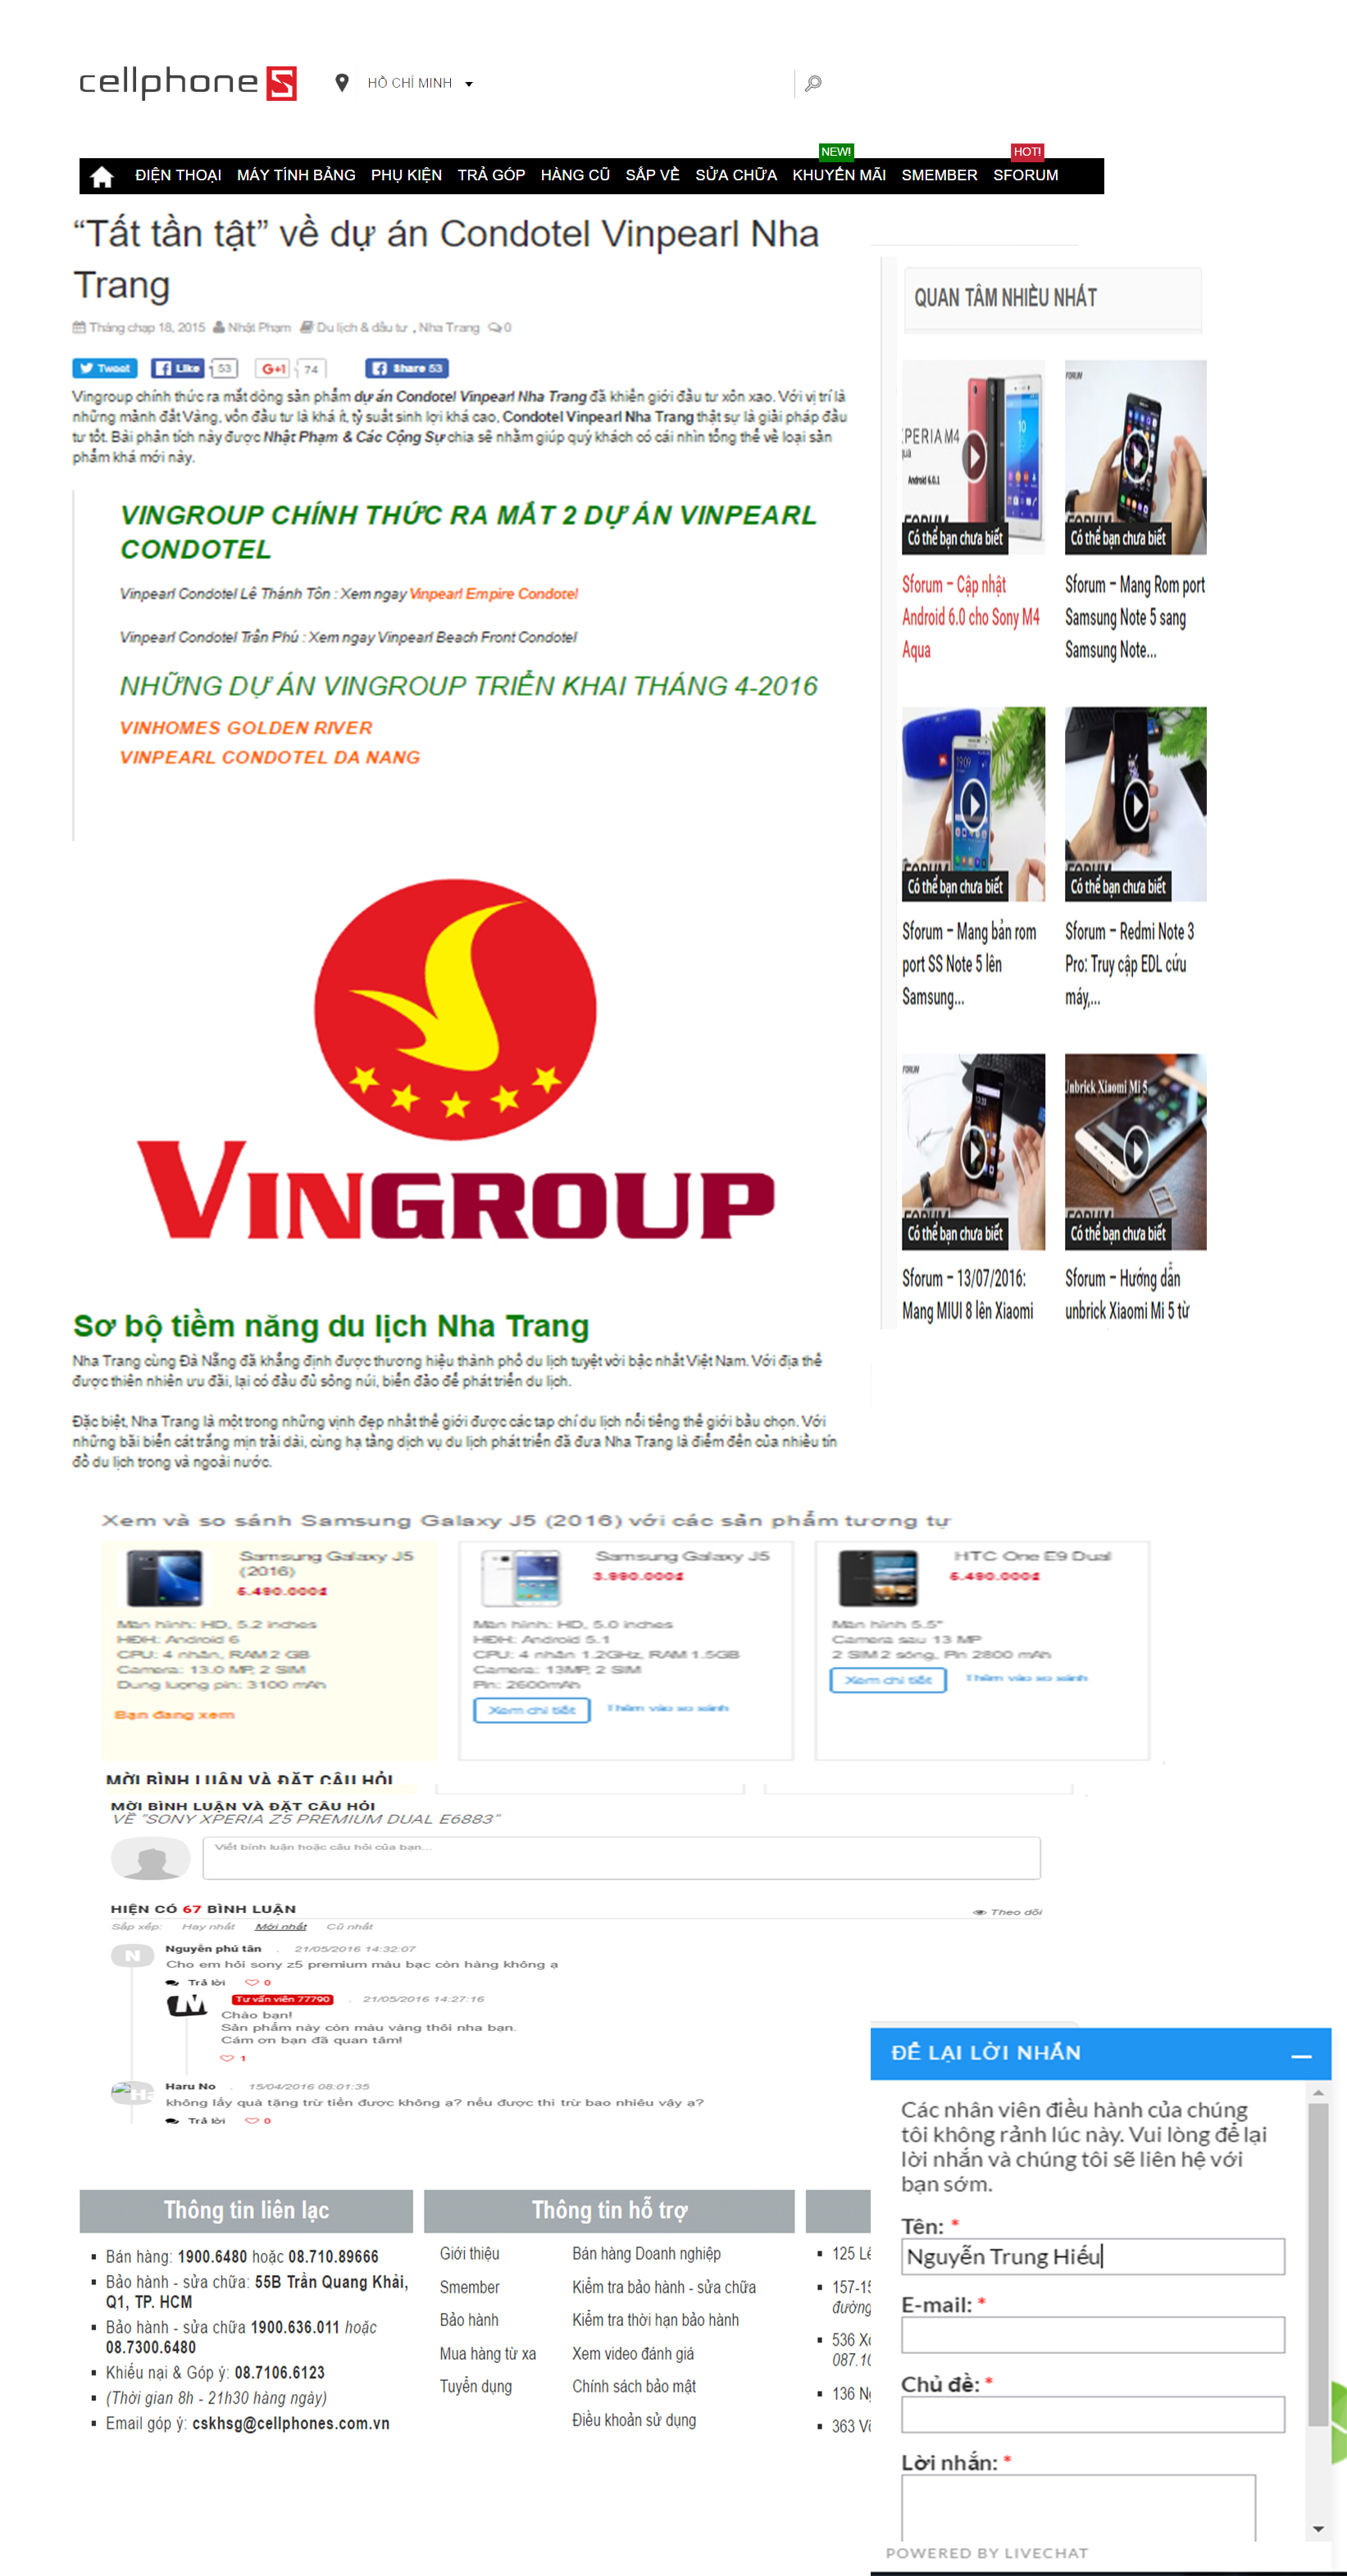 cellphone S
HỒ CHÍ MINH
NEW!
HOT!
ĐIỆN THOẠI MÁY TÍNH BẢNG PHỤ KIỆN TRẢ GÓP HÀNG CŨ SẮP VỀ SỬA CHỮA KHUYẾN MÃI SMEMBER SFORUM
“Tất tần tật” về dự án Condotel Vinpearl Nha
Trang
Tháng chạp 18, 2015 Nhật Phạm Du lịch & đầu tư , Nha Trang 0
Tweet Like 53 G+1 74 Share 53
Vingroup chính thức ra mắt dòng sản phẩm dự án Condotel Vinpearl Nha Trang đã khiến giới đầu tư xôn xao. Với vị trí là
những mảnh đất Vàng, vốn đầu tư là khá ít, tỷ suất sinh lợi khá cao, Condotel Vinpearl Nha Trang thật sự là giải pháp đầu
tư tốt. Bài phân tích này được Nhật Phạm & Các Cộng Sự chia sẽ nhằm giúp quý khách có cái nhìn tổng thể về loại sản
phẩm khá mới này.
VINGROUP CHÍNH THỨC RA MẮT 2 DỰ ÁN VINPEARL
CONDOTEL
Vinpearl Condotel Lê Thánh Tôn : Xem ngay Vinpearl Empire Condotel
Vinpearl Condotel Trần Phú : Xem ngay Vinpearl Beach Front Condotel
NHỮNG DỰ ÁN VINGROUP TRIỂN KHAI THÁNG 4-2016
VINHOMES GOLDEN RIVER
VINPEARL CONDOTEL DA NANG
VINGROUP
Sơ bộ tiềm năng du lịch Nha Trang
Nha Trang cùng Đà Nẵng đã khẳng định được thương hiệu thành phố du lịch tuyệt vời bậc nhất Việt Nam. Với địa thế
được thiên nhiên ưu đãi, lại có đầu đủ sông núi, biển đảo để phát triển du lịch.
Đặc biệt, Nha Trang là một trong những vịnh đẹp nhất thế giới được các tạp chí du lịch nổi tiếng thế giới bầu chọn. Với
những bãi biển cát trắng mịn trải dài, cùng hạ tầng dịch vụ du lịch phát triển đã đưa Nha Trang là điểm đến của nhiều tín
đồ du lịch trong và ngoài nước.
QUAN TÂM NHIỀU NHẤT
PERIA M4
Android 6.0.1
FORUM
Có thể bạn chưa biết
Có thể bạn chưa biết
Sforum – Cập nhật
Android 6.0 cho Sony M4
Aqua
Sforum – Mang Rom port
Samsung Note 5 sang
Samsung Note...
Có thể bạn chưa biết
Có thể bạn chưa biết
Sforum – Mang bản rom
port SS Note 5 lên
Samsung...
Sforum – Redmi Note 3
Pro: Truy cập EDL cứu
máy,...
FORUM
Unbrick Xiaomi Mi 5
Có thể bạn chưa biết
Có thể bạn chưa biết
Sforum – 13/07/2016:
Mang MIUI 8 lên Xiaomi
Sforum – Hướng dẫn
unbrick Xiaomi Mi 5 từ
Xem và so sánh Samsung Galaxy J5 (2016) với các sản phẩm tương tự
Samsung Galaxy J5
(2016)
5.490.000₫
Màn hình: HD, 5.2 inches
HĐH: Android 6
CPU: 4 nhân, RAM 2 GB
Camera: 13.0 MP, 2 SIM
Dung lượng pin: 3100 mAh
Bạn đang xem
Samsung Galaxy J5
3.990.000₫
Màn hình: HD, 5.0 inches
HĐH: Android 5.1
CPU: 4 nhân 1.2GHz, RAM 1.5GB
Camera: 13MP, 2 SIM
Pin: 2600mAh
Xem chi tiết Thêm vào so sánh
HTC One E9 Dual
5.490.000₫
Màn hình 5.5"
Camera sau 13 MP
2 SIM 2 sóng, Pin 2800 mAh
Xem chi tiết Thêm vào so sánh
MỜI BÌNH LUẬN VÀ ĐẶT CÂU HỎI
MỜI BÌNH LUẬN VÀ ĐẶT CÂU HỎI
VỀ "SONY XPERIA Z5 PREMIUM DUAL E6883"
Viết bình luận hoặc câu hỏi của bạn...
HIỆN CÓ 67 BÌNH LUẬN
Theo dõi
Sắp xếp: Hay nhất Mới nhất Cũ nhất
N
Nguyễn phú tân . 21/05/2016 14:32:07
Cho em hỏi sony z5 premium màu bạc còn hàng không ạ
Trả lời 0
Tư vấn viên 77790 . 21/05/2016 14:27:16
Chào bạn!
Sản phẩm này còn màu vàng thôi nha bạn.
Cám ơn bạn đã quan tâm!
1
Ha
Haru No . 15/04/2016 08:01:35
không lấy quà tặng trừ tiền được không ạ? nếu được thì trừ bao nhiêu vậy ạ?
Trả lời 0
Thông tin liên lạc
Bán hàng: 1900.6480 hoặc 08.710.89666
Bảo hành - sửa chữa: 55B Trần Quang Khải,
Q1, TP. HCM
Bảo hành - sửa chữa 1900.636.011 hoặc
08.7300.6480
Khiếu nại & Góp ý: 08.7106.6123
(Thời gian 8h - 21h30 hàng ngày)
Email góp ý: cskhsg@cellphones.com.vn
Thông tin hỗ trợ
Giới thiệu
Smember
Bảo hành
Mua hàng từ xa
Tuyển dụng
Bán hàng Doanh nghiệp
Kiểm tra bảo hành - sửa chữa
Kiểm tra thời hạn bảo hành
Xem video đánh giá
Chính sách bảo mật
Điều khoản sử dụng
125 Lê
157-15
đường
536 Xô
087.10
136 Ng
363 Võ
ĐỂ LẠI LỜI NHẮN
Các nhân viên điều hành của chúng
tôi không rảnh lúc này. Vui lòng để lại
lời nhắn và chúng tôi sẽ liên hệ với
bạn sớm.
Tên: *
Nguyễn Trung Hiếu
E-mail: *
Chủ đề: *
Lời nhắn: *
POWERED BY LIVECHAT